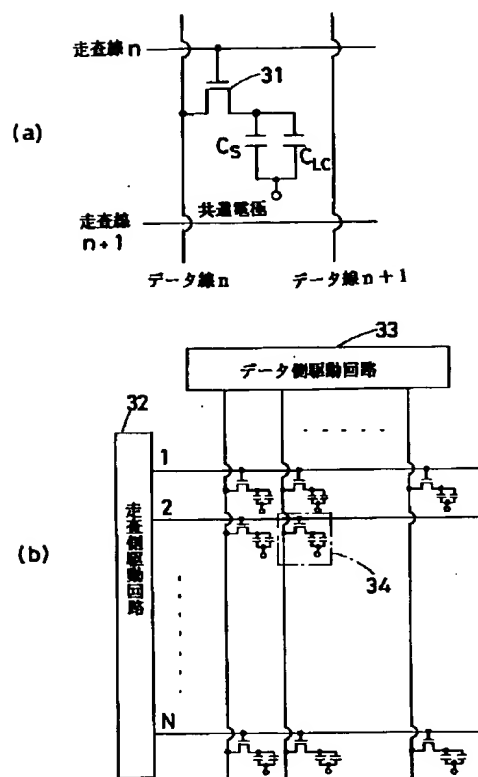 (a)
走査線 n
31
CS
CLC
共通電極
走査線
n+1
データ線 n
データ線 n+1
(b)
33
データ側駆動回路
32
走査側駆動回路
1
2
34
N